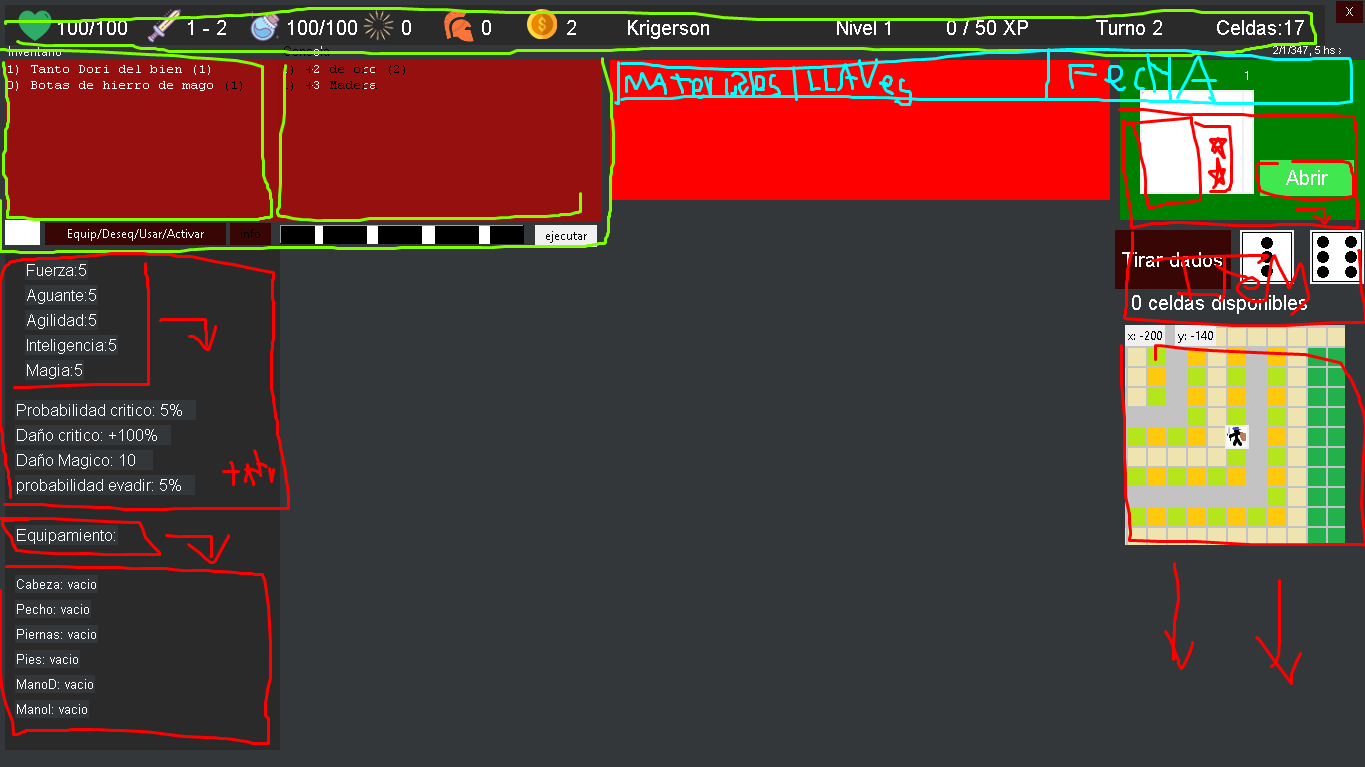 100/100 1 - 2 100/100 0 0 2 Krigerson Nivel 1 0 / 50 XP Turno 2 Celdas:17 X
Inventario
2/1/347, 5 hs
1) Tanto Dori del bien (1)
0) Botas de hierro de mago (1)
+2 de oro (2)
+3 Madera
MATERIALES | LLAVES
FechA
1
Abrir
Equip/Deseq/Usar/Activar info ejecutar
Tirar dados
0 celdas disponibles
x: -200 y: -140
Fuerza:5
Aguante:5
Agilidad:5
Inteligencia:5
Magia:5
Probabilidad critico: 5%
Daño critico: +100%
Daño Magico: 10
probabilidad evadir: 5%
Equipamiento:
Cabeza: vacio
Pecho: vacio
Piernas: vacio
Pies: vacio
ManoD: vacio
ManoI: vacio